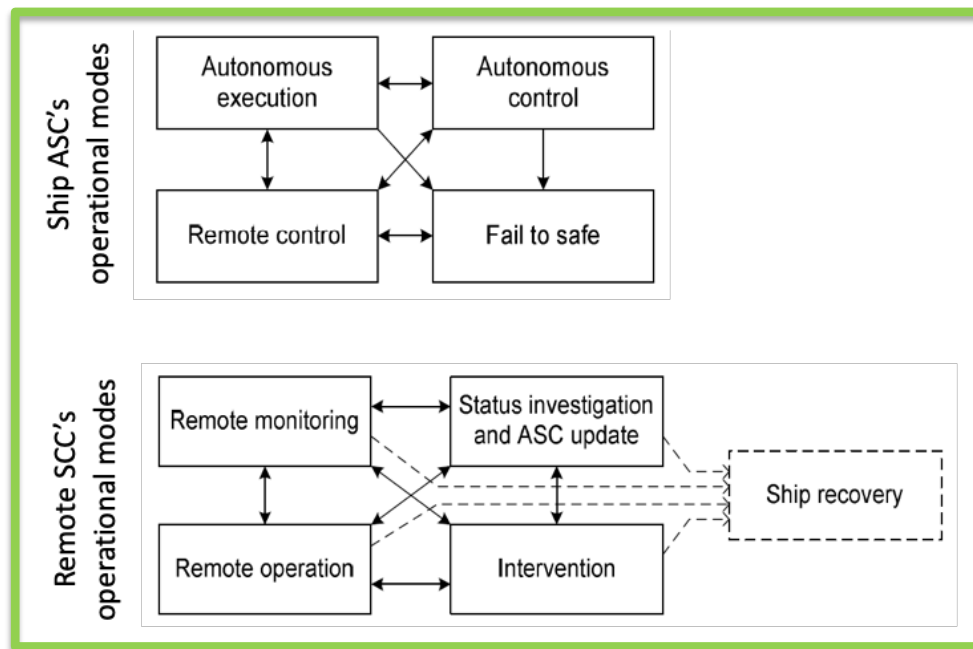 Ship ASC's
operational modes
Autonomous
execution
Autonomous
control
Remote control
Fail to safe
Remote SCC's
operational modes
Remote monitoring
Status investigation
and ASC update
Ship recovery
Remote operation
Intervention